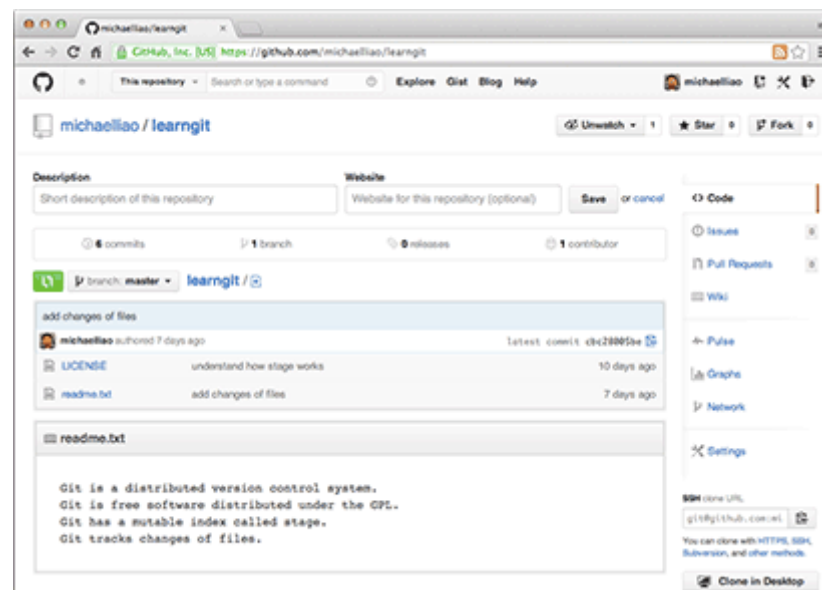 michaelliao/learngit
GitHub, Inc. [US] https://github.com/michaelliao/learngit
This repository Search or type a command Explore Gist Blog Help michaelliao
michaelliao / learngit
Unwatch 1 Star 0 Fork 0
Description Website
Short description of this repository Website for this repository (optional) Save or cancel
6 commits 1 branch 0 releases 1 contributor
branch: master learngit /
add changes of files
michaelliao authored 7 days ago latest commit cbc28005be
LICENSE understand how stage works 10 days ago
readme.txt add changes of files 7 days ago
readme.txt
Git is a distributed version control system.
Git is free software distributed under the GPL.
Git has a mutable index called stage.
Git tracks changes of files.
Code
Issues 0
Pull Requests 0
Wiki
Pulse
Graphs
Network
Settings
SSH clone URL
git@github.com:mi
You can clone with HTTPS, SSH,
Subversion, and other methods.
Clone in Desktop